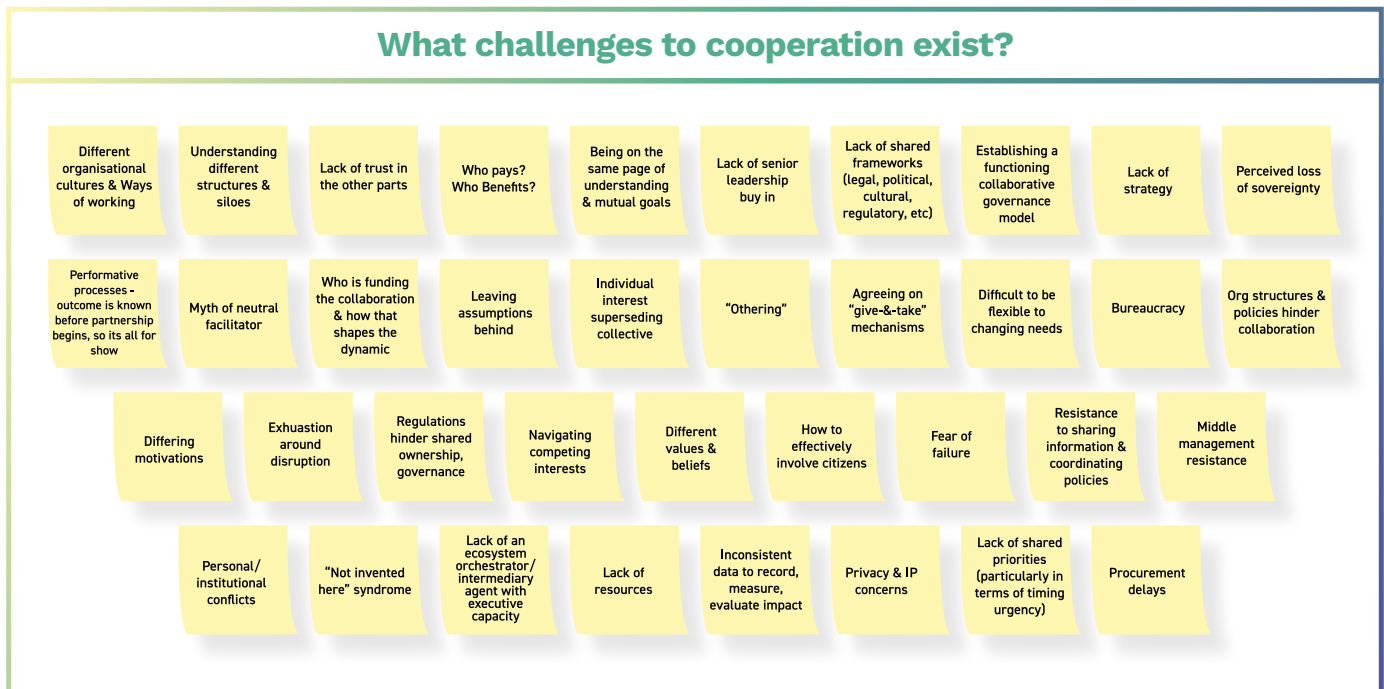 What challenges to cooperation exist?
Different
organisational
cultures & Ways
of working
Understanding
different
structures &
siloes
Lack of trust in
the other parts
Who pays?
Who Benefits?
Being on the
same page of
understanding
& mutual goals
Lack of senior
leadership
buy in
Lack of shared
frameworks
(legal, political,
cultural,
regulatory, etc)
Establishing a
functioning
collaborative
governance
model
Lack of
strategy
Perceived loss
of sovereignty
Performative
processes -
outcome is known
before partnership
begins, so its all for
show
Myth of neutral
facilitator
Who is funding
the collaboration
& how that
shapes the
dynamic
Leaving
assumptions
behind
Individual
interest
superseding
collective
“Othering”
Agreeing on
“give-&-take”
mechanisms
Difficult to be
flexible to
changing needs
Bureaucracy
Org structures &
policies hinder
collaboration
Differing
motivations
Exhuastion
around
disruption
Regulations
hinder shared
ownership,
governance
Navigating
competing
interests
Different
values &
beliefs
How to
effectively
involve citizens
Fear of
failure
Resistance
to sharing
information &
coordinating
policies
Middle
management
resistance
Personal/
institutional
conflicts
“Not invented
here” syndrome
Lack of an
ecosystem
orchestrator/
intermediary
agent with
executive
capacity
Lack of
resources
Inconsistent
data to record,
measure,
evaluate impact
Privacy & IP
concerns
Lack of shared
priorities
(particularly in
terms of timing
urgency)
Procurement
delays